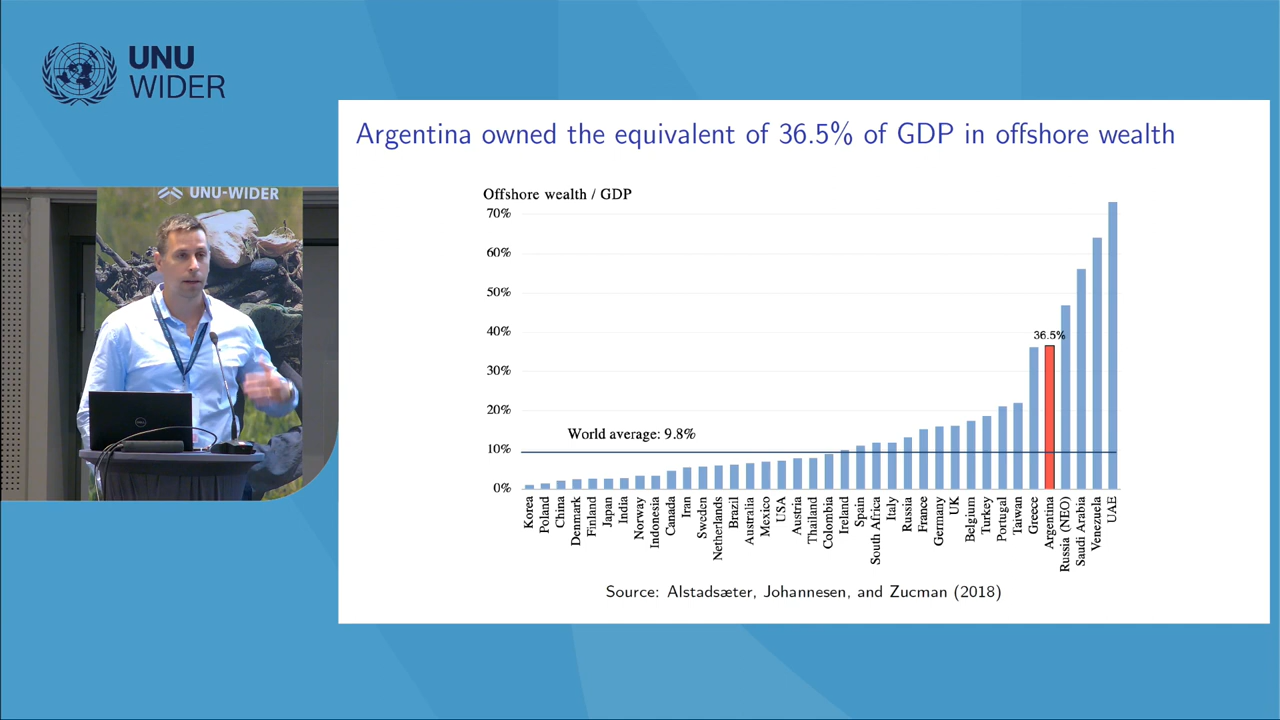 UNU
WIDER
UNU-WIDER
Argentina owned the equivalent of 36.5% of GDP in offshore wealth
Offshore wealth / GDP
70%
60%
50%
40%
30%
20%
10%
0%
36.5%
World average: 9.8%
Korea
Poland
China
Denmark
Finland
Japan
India
Norway
Indonesia
Canada
Iran
Sweden
Netherlands
Brazil
Australia
Mexico
USA
Austria
Thailand
Colombia
Ireland
Spain
South Africa
Italy
Russia
France
Germany
UK
Belgium
Turkey
Portugal
Taiwan
Greece
Argentina
Russia (NEO)
Saudi Arabia
Venezuela
UAE
Source: Alstadsæter, Johannesen, and Zucman (2018)